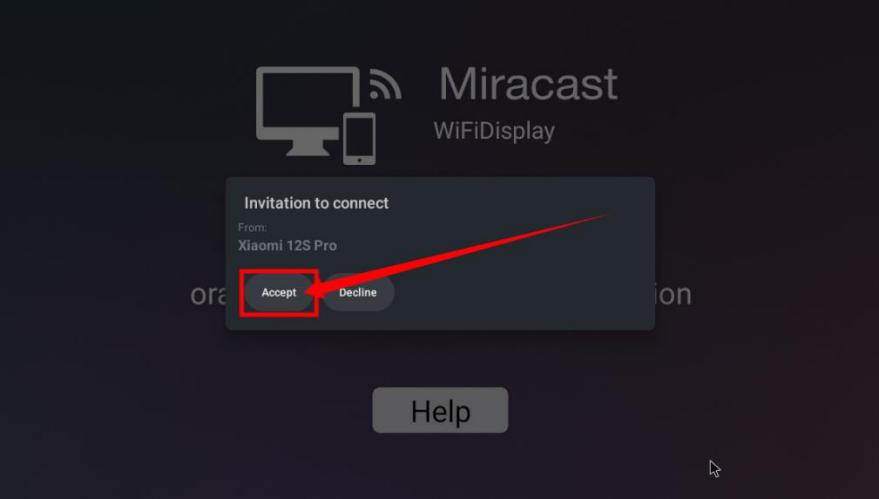 Miracast
WiFiDisplay
Invitation to connect
From:
Xiaomi 12S Pro
Accept
Decline
Help